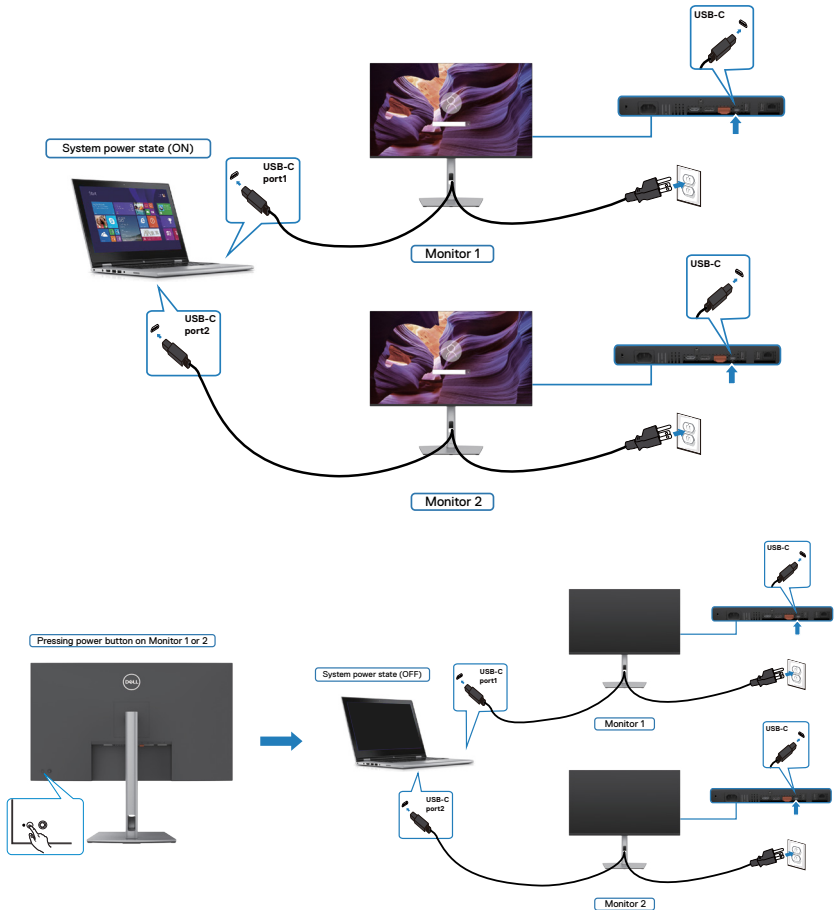 USB-C
System power state (ON)
USB-C
port1
Monitor 1
USB-C
USB-C
port2
Monitor 2
USB-C
Pressing power button on Monitor 1 or 2
DELL
System power state (OFF)
USB-C
port1
Monitor 1
USB-C
USB-C
port2
Monitor 2